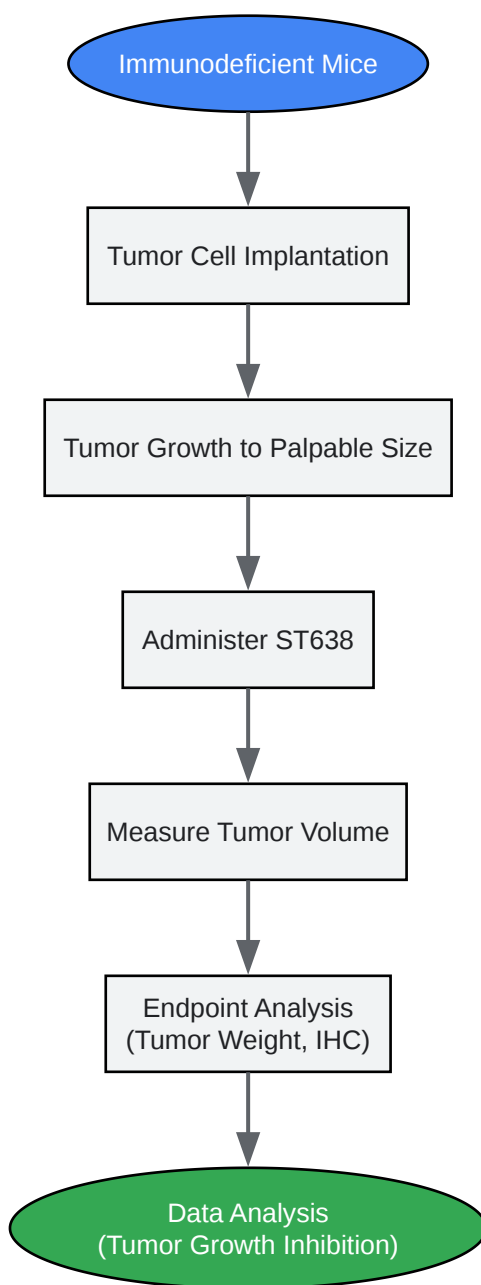 Immunodeficient Mice
Tumor Cell Implantation
Tumor Growth to Palpable Size
Administer ST638
Measure Tumor Volume
Endpoint Analysis
(Tumor Weight, IHC)
Data Analysis
(Tumor Growth Inhibition)